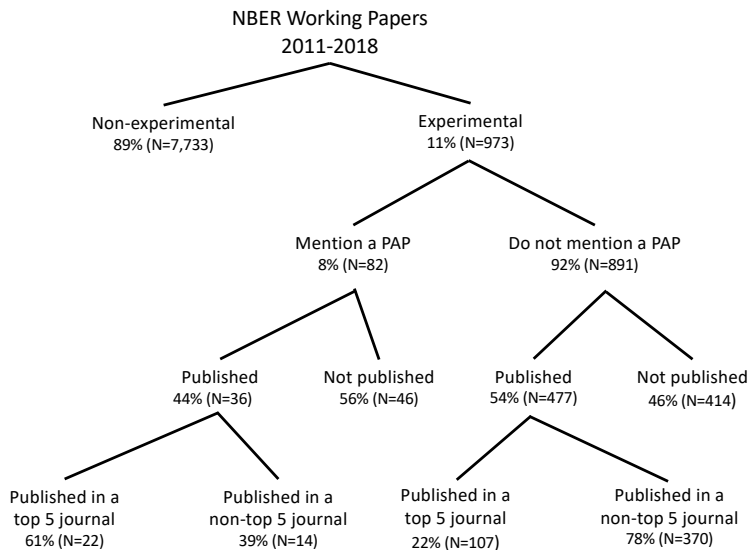 NBER Working Papers
2011-2018
Non-experimental
89% (N=7,733)
Experimental
11% (N=973)
Mention a PAP
8% (N=82)
Do not mention a PAP
92% (N=891)
Published
44% (N=36)
Not published
56% (N=46)
Published
54% (N=477)
Not published
46% (N=414)
Published in a
top 5 journal
61% (N=22)
Published in a
non-top 5 journal
39% (N=14)
Published in a
top 5 journal
22% (N=107)
Published in a
non-top 5 journal
78% (N=370)